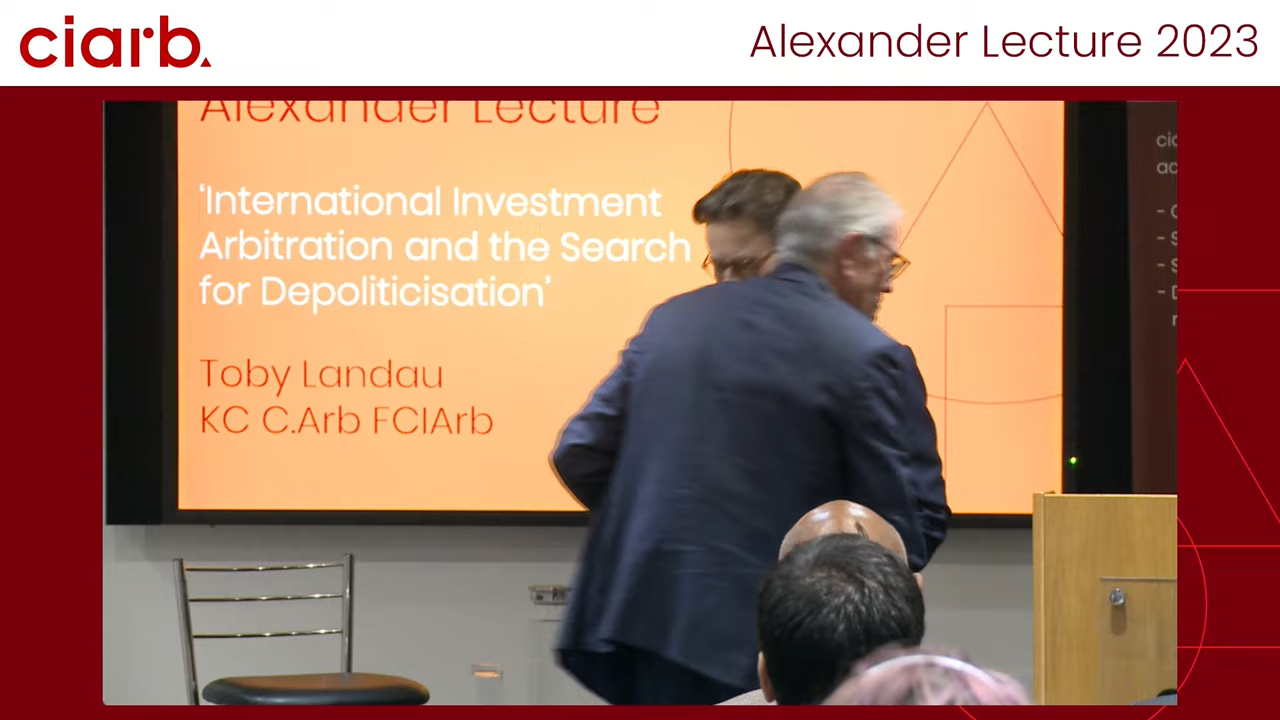 ciarb.
Alexander Lecture 2023
Alexander Lecture
‘International Investment
Arbitration and the Search
for Depoliticisation’
Toby Landau
KC C.Arb FCIArb